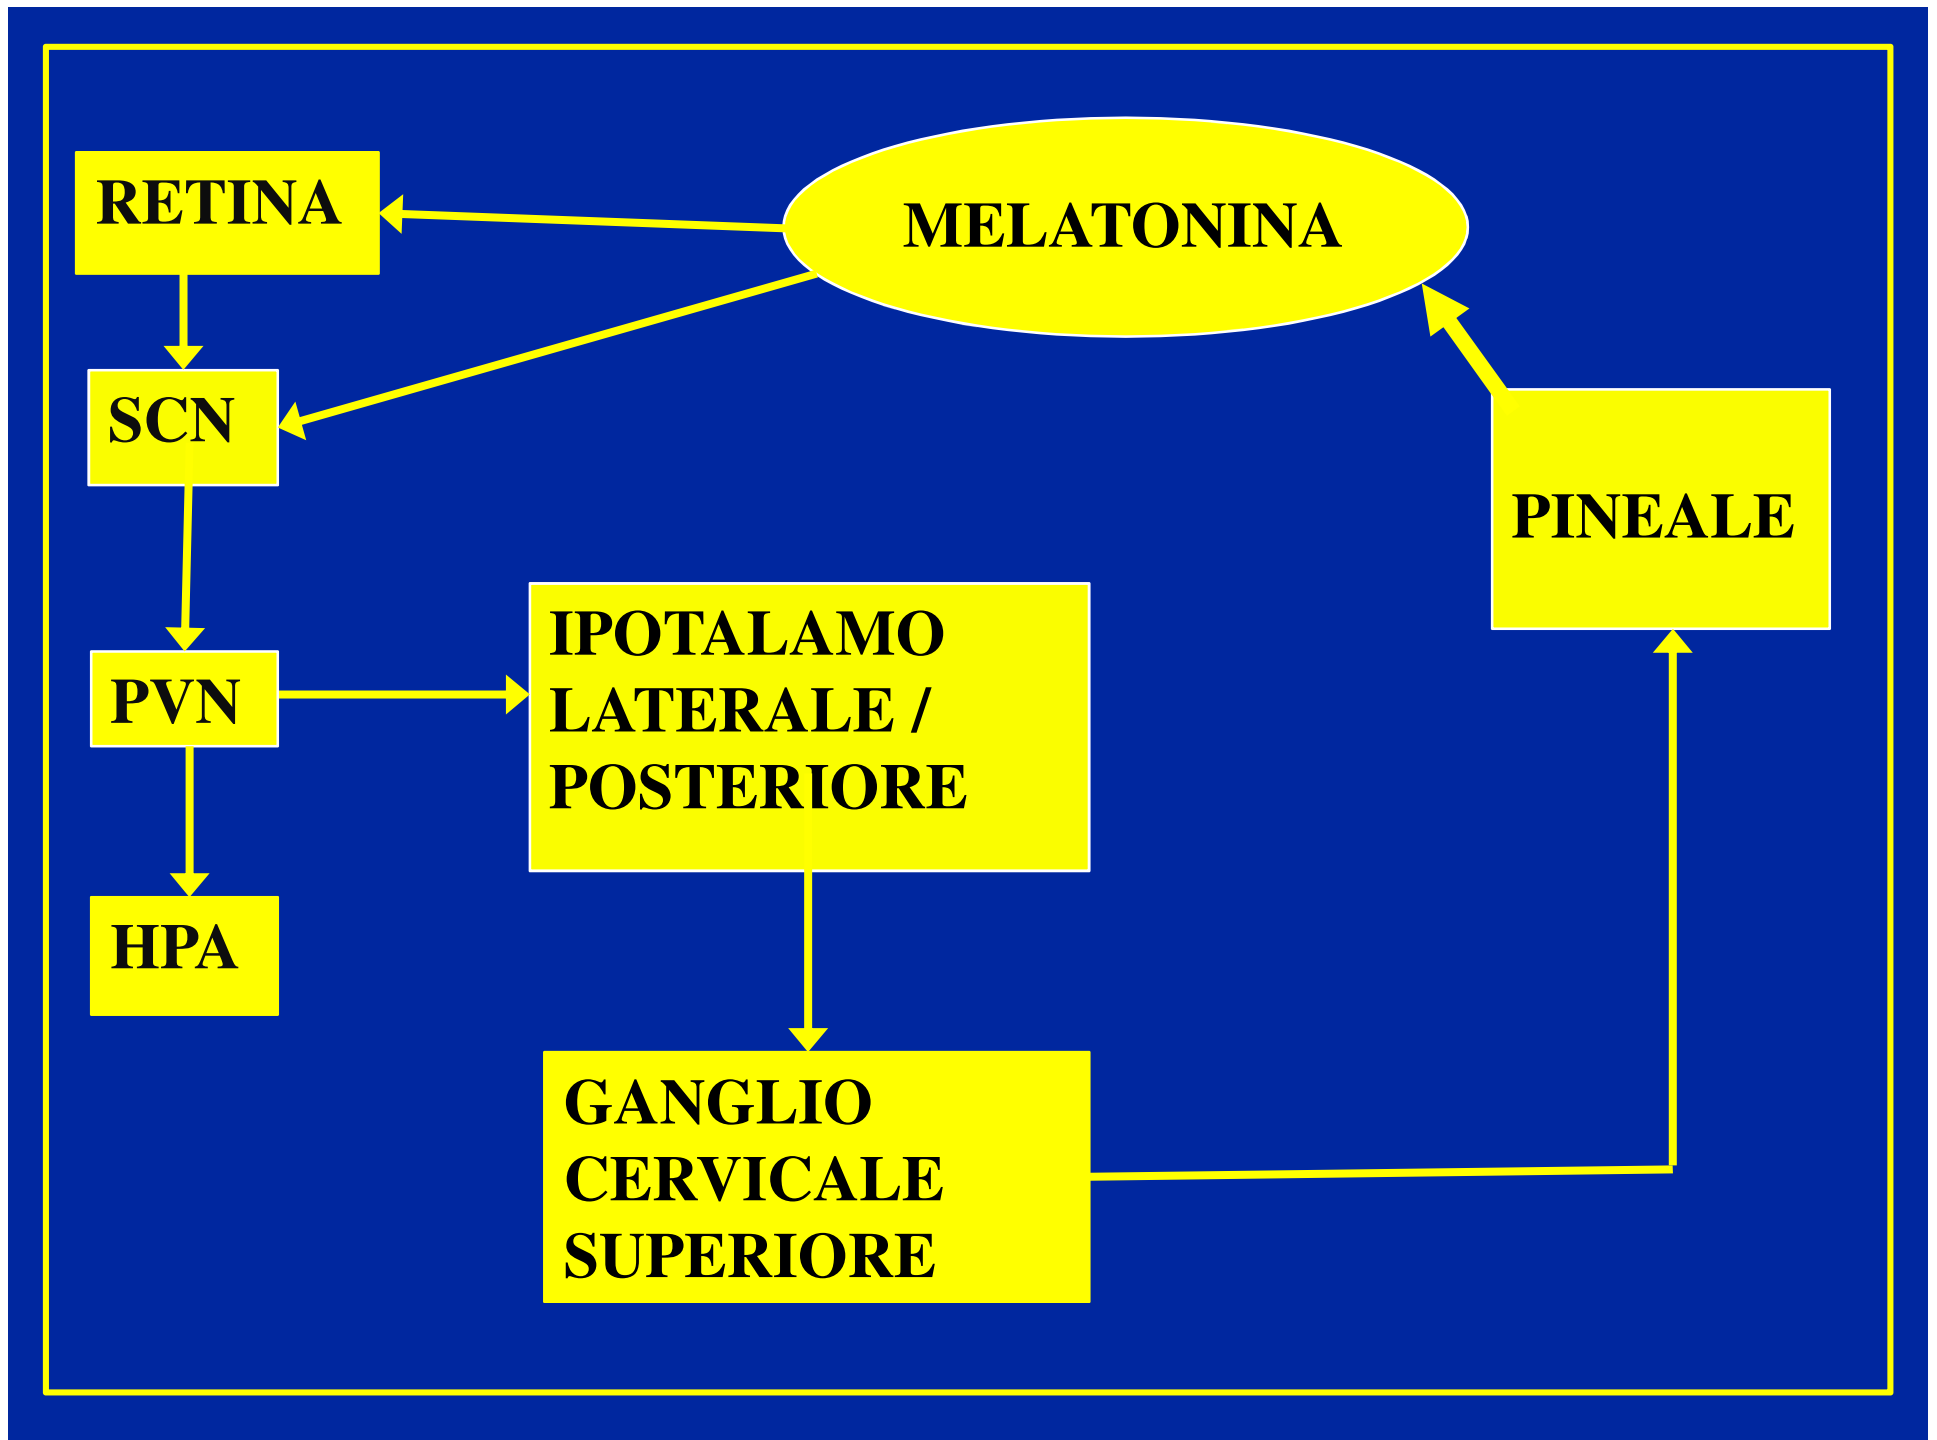 RETINA
MELATONINA
SCN
PINEALE
IPOTALAMO
LATERALE /
POSTERIORE
PVN
HPA
GANGLIO
CERVICALE
SUPERIORE